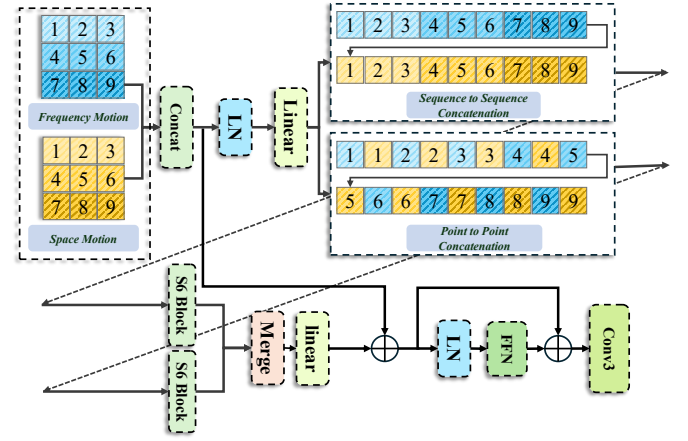 1 2 3
4 5 6
7 8 9
Frequency Motion
1 2 3
4 5 6
7 8 9
Space Motion
Concat
LN
Linear
1 2 3 4 5 6 7 8 9
1 2 3 4 5 6 7 8 9
Sequence to Sequence
Concatenation
1 1 2 2 3 3 4 4 5
5 6 6 7 7 8 8 9 9
Point to Point
Concatenation
S6 Block
S6 Block
Merge
linear
LN
FFN
Conv3